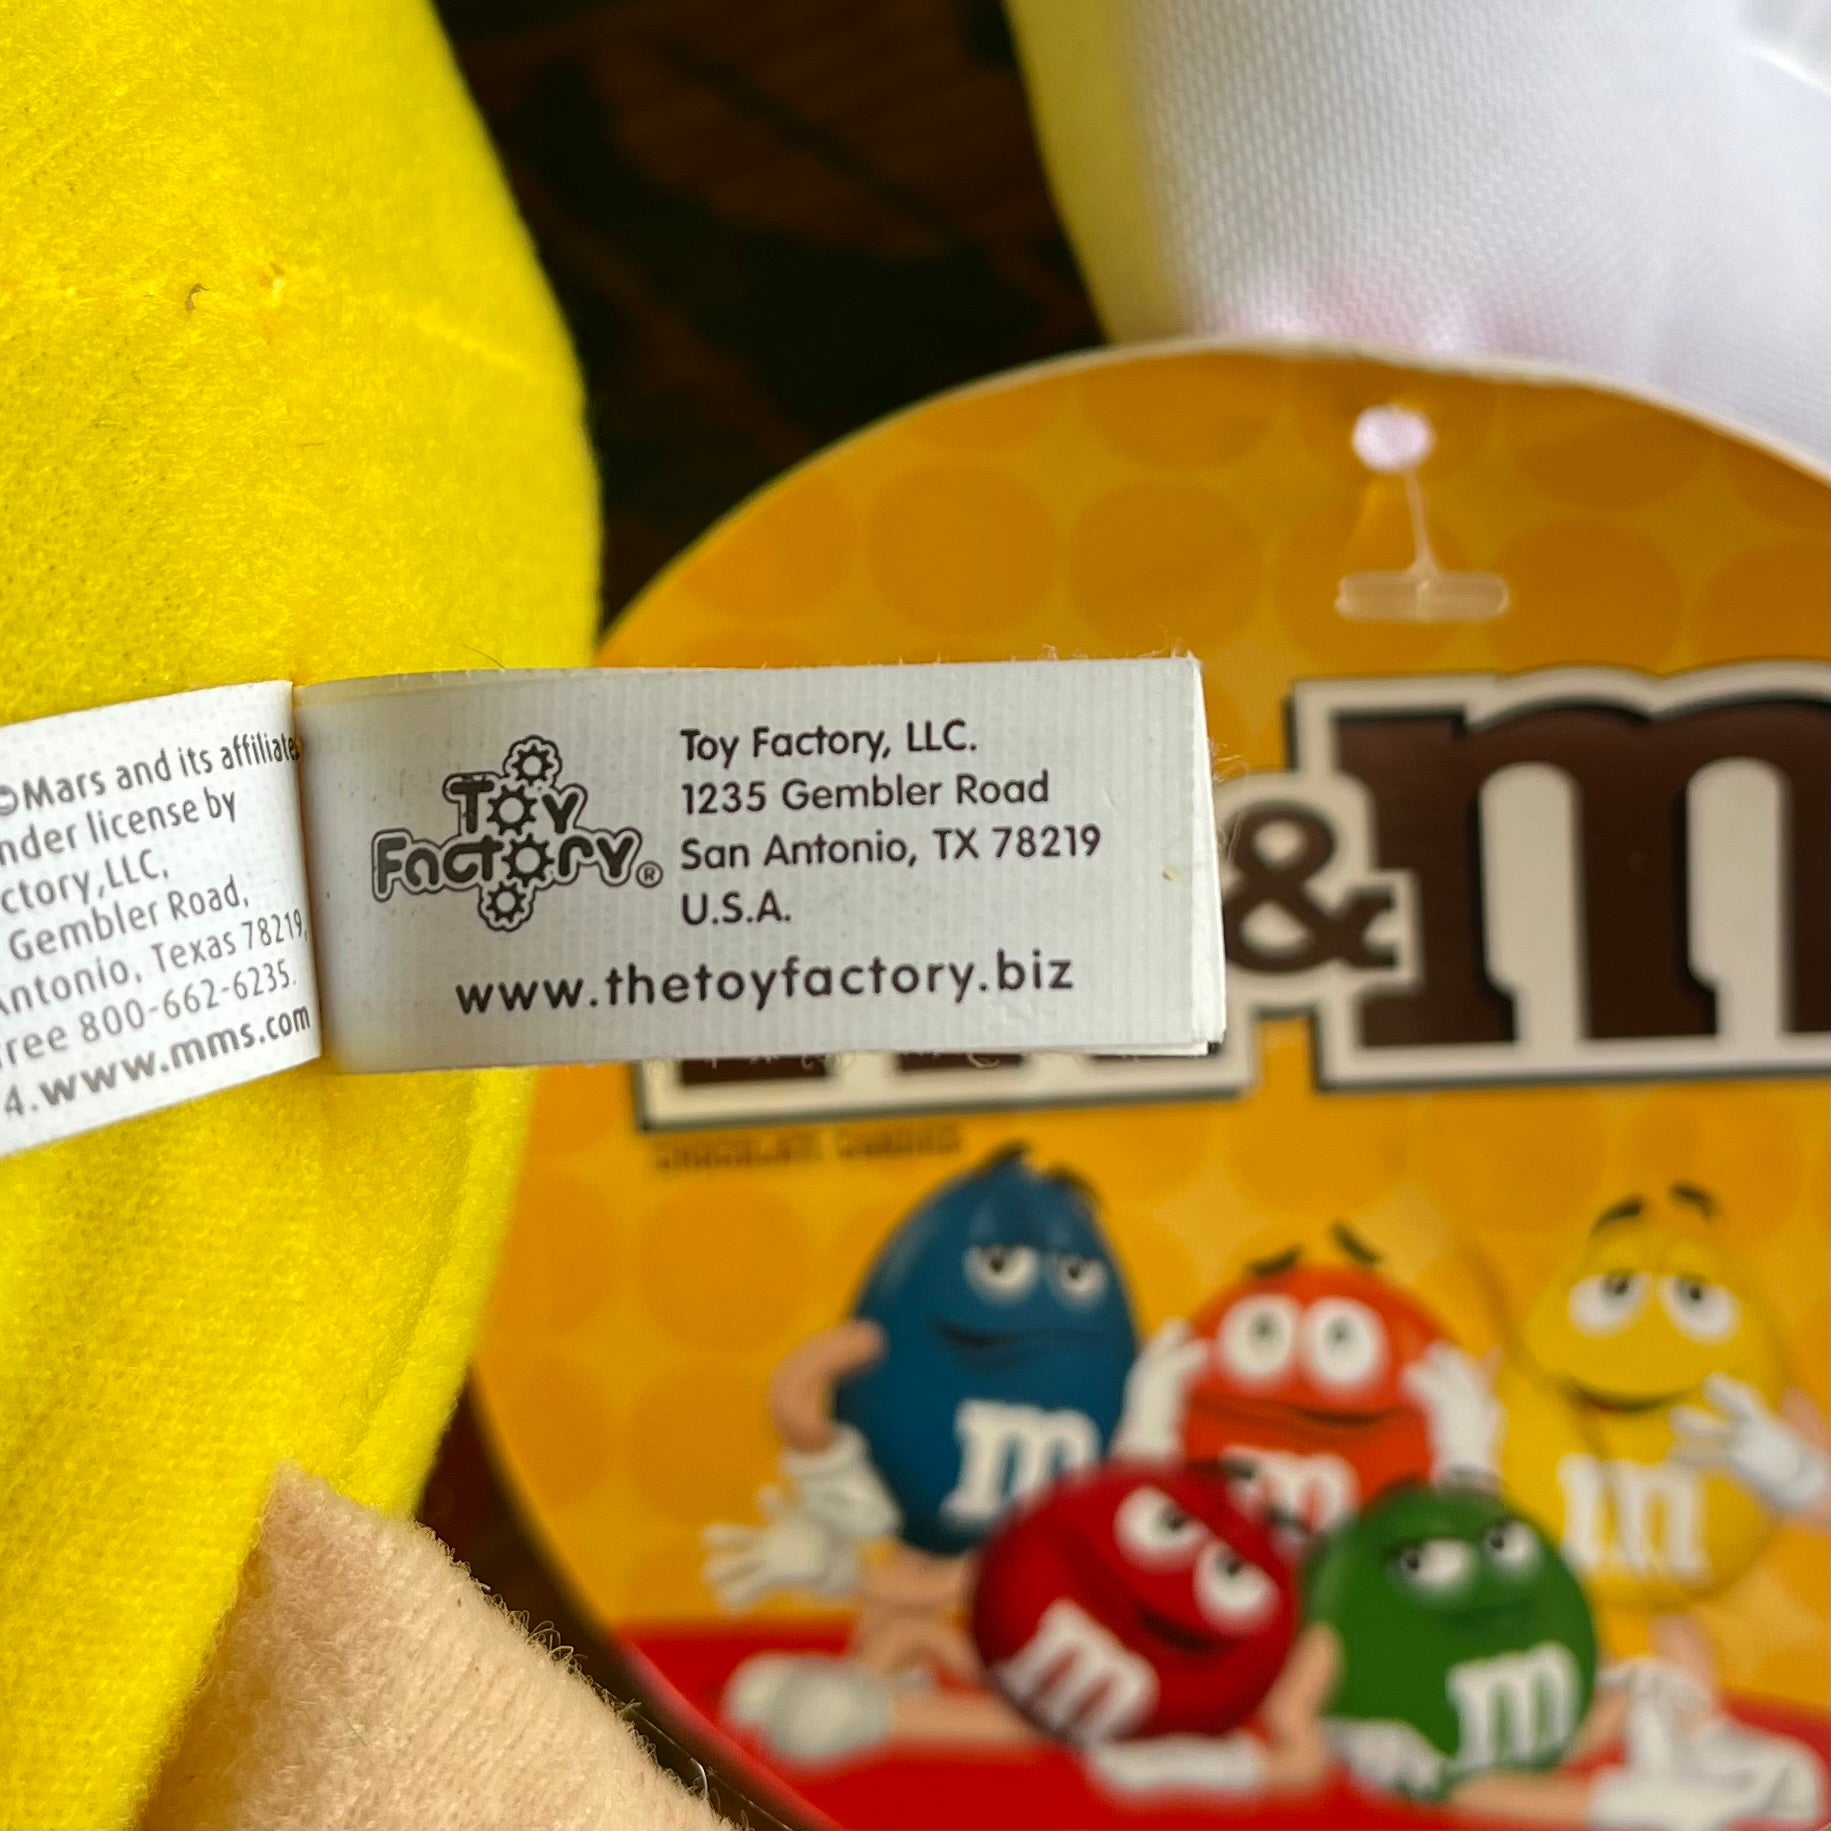 ©Mars and its affiliates
nder license by
ctory,LLC,
Gembler Road,
Antonio, Texas 78219,
ree 800-662-6235.
4.www.mms.com
Toy
Factory®
Toy Factory, LLC.
1235 Gembler Road
San Antonio, TX 78219
U.S.A.
www.thetoyfactory.biz
&m
m
m
m
m
m